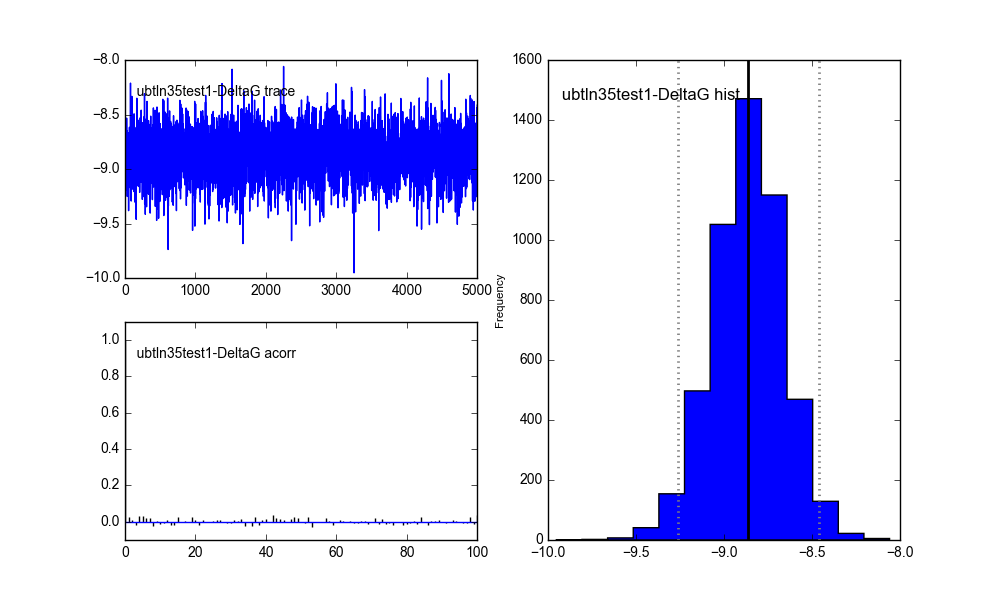 −8.0
ubtln35test1-DeltaG trace
−8.5
−9.0
−9.5
−10.0
0 1000 2000 3000 4000 5000
1.0
ubtln35test1-DeltaG acorr
0.8
0.6
0.4
0.2
0.0
0 20 40 60 80 100
1600
ubtln35test1-DeltaG hist
1400
1200
1000
Frequency
800
600
400
200
0
−10.0 −9.5 −9.0 −8.5 −8.0